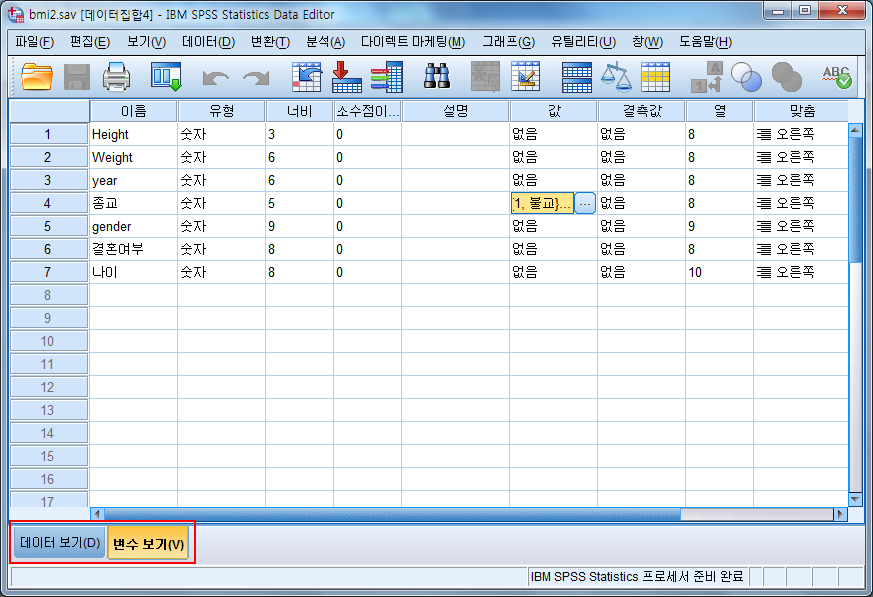 bmi2.sav [데이터집합4] - IBM SPSS Statistics Data Editor
파일(F) 편집(E) 보기(V) 데이터(D) 변환(T) 분석(A) 다이렉트 마케팅(M) 그래프(G) 유틸리티(U) 창(W) 도움말(H)
A 1 ABC
이름 유형 너비 소수점이... 설명 값 결측값 열 맞춤
1 Height 숫자 3 0 없음 없음 8 오른쪽
2 Weight 숫자 6 0 없음 없음 8 오른쪽
3 year 숫자 6 0 없음 없음 8 오른쪽
4 종교 숫자 5 0 {1, 불교}... ... 없음 8 오른쪽
5 gender 숫자 9 0 없음 없음 9 오른쪽
6 결혼여부 숫자 8 0 없음 없음 8 오른쪽
7 나이 숫자 8 0 없음 없음 10 오른쪽
8
9
10
11
12
13
14
15
16
17
데이터 보기(D) 변수 보기(V)
IBM SPSS Statistics 프로세서 준비 완료